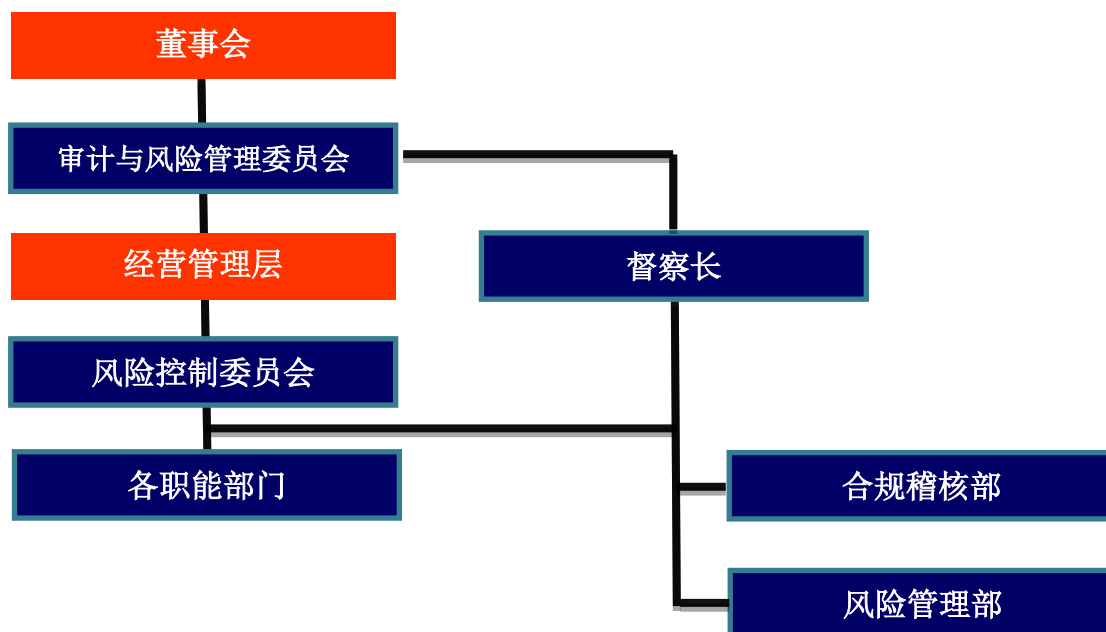 董事会
审计与风险管理委员会
经营管理层
督察长
风险控制委员会
各职能部门
合规稽核部
风险管理部